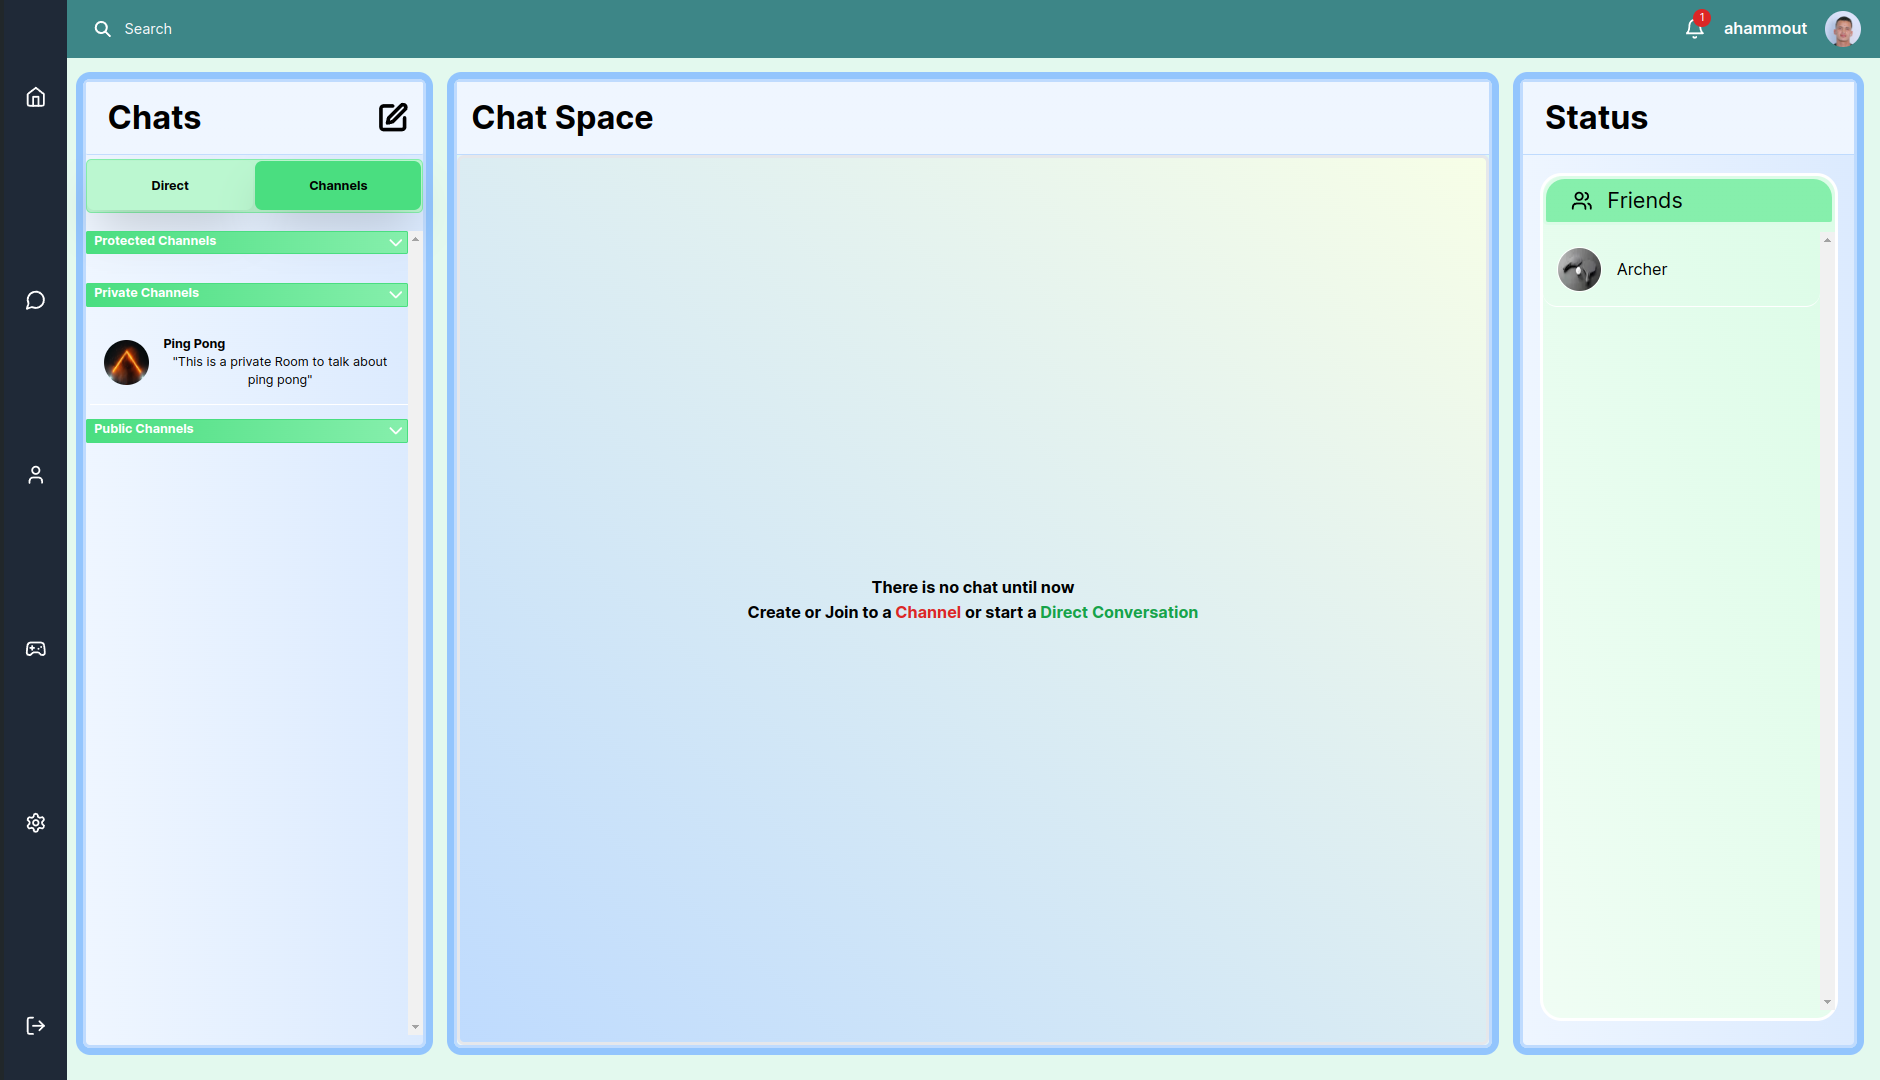 Search
1
ahammout
Chats
Direct
Channels
Protected Channels
Private Channels
Ping Pong
"This is a private Room to talk about
ping pong"
Public Channels
Chat Space
There is no chat until now
Create or Join to a Channel or start a Direct Conversation
Status
Friends
Archer